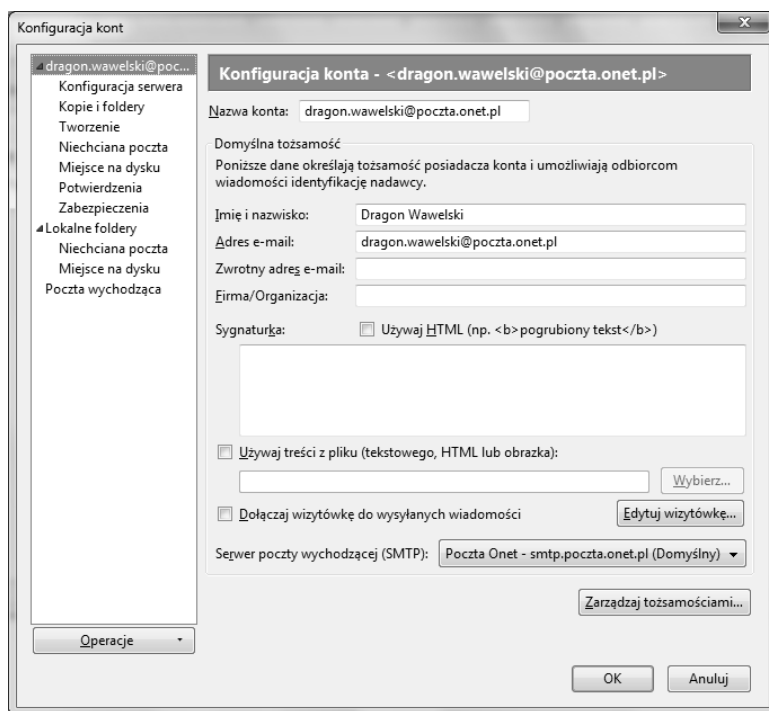 Konfiguracja kont
dragon.wawelski@poc...
Konfiguracja serwera
Kopie i foldery
Tworzenie
Niechciana poczta
Miejsce na dysku
Potwierdzenia
Zabezpieczenia
Lokalne foldery
Niechciana poczta
Miejsce na dysku
Poczta wychodząca
Operacje
Konfiguracja konta - <dragon.wawelski@poczta.onet.pl>
Nazwa konta: dragon.wawelski@poczta.onet.pl
Domyślna tożsamość
Poniższe dane określają tożsamość posiadacza konta i umożliwiają odbiorcom
wiadomości identyfikację nadawcy.
Imię i nazwisko: Dragon Wawelski
Adres e-mail: dragon.wawelski@poczta.onet.pl
Zwrotny adres e-mail:
Firma/Organizacja:
Sygnaturka: Używaj HTML (np. <b>pogrubiony tekst</b>)
Używaj treści z pliku (tekstowego, HTML lub obrazka):
Wybierz...
Dołączaj wizytówkę do wysyłanych wiadomości Edytuj wizytówkę...
Serwer poczty wychodzącej (SMTP): Poczta Onet - smtp.poczta.onet.pl (Domyślny)
Zarządzaj tożsamościami...
OK Anuluj